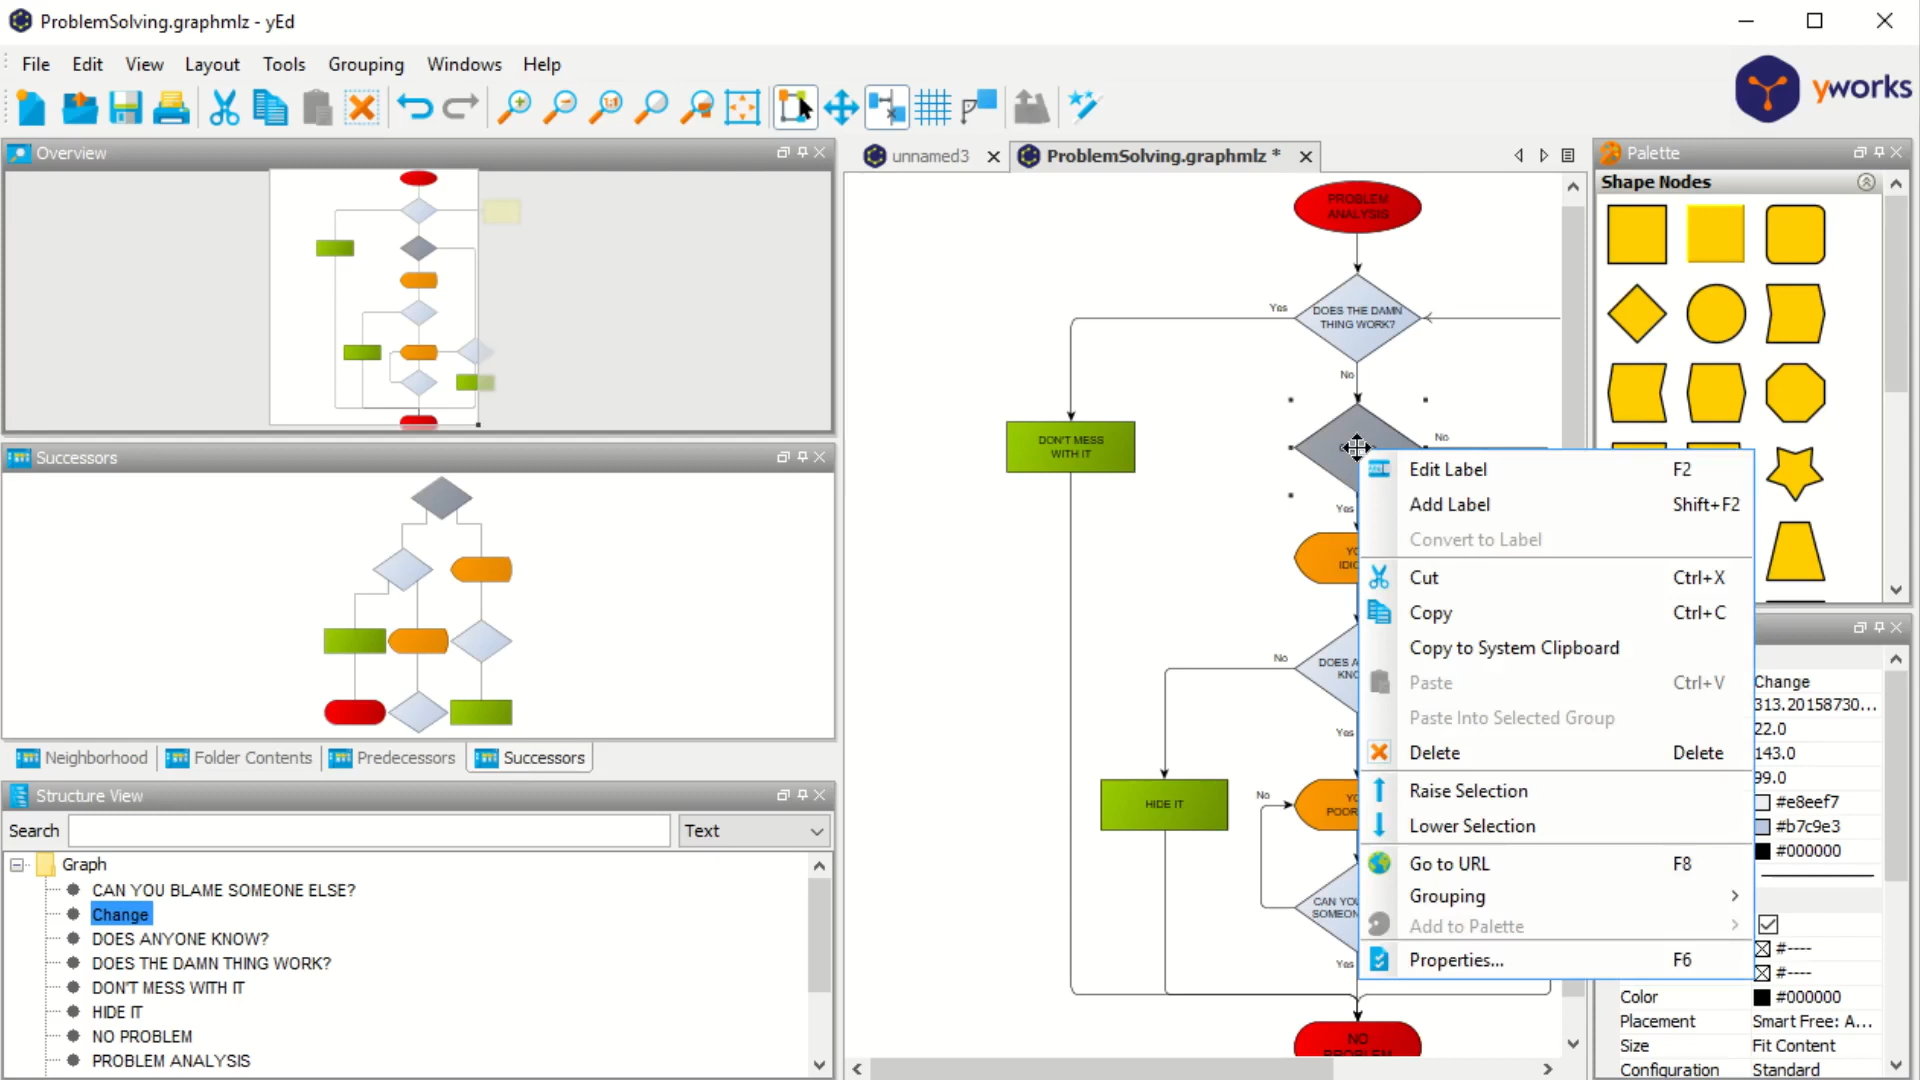 ProblemSolving.graphmlz - yEd
File Edit View Layout Tools Grouping Windows Help
yworks
Overview
unnamed3
ProblemSolving.graphmlz *
Palette
Shape Nodes
PROBLEM
ANALYSIS
Yes
DOES THE DAMN
THING WORK?
No
DON'T MESS
WITH IT
No
Yes
Successors
Neighborhood
Folder Contents
Predecessors
Successors
No
Yes
HIDE IT
No
Yes
NO
PROBLEM
Edit Label F2
Add Label Shift+F2
Convert to Label
Cut Ctrl+X
Copy Ctrl+C
Copy to System Clipboard
Paste Ctrl+V
Paste Into Selected Group
Delete Delete
Raise Selection
Lower Selection
Go to URL F8
Grouping
Add to Palette
Properties... F6
Structure View
Search
Text
Graph
CAN YOU BLAME SOMEONE ELSE?
Change
DOES ANYONE KNOW?
DOES THE DAMN THING WORK?
DON'T MESS WITH IT
HIDE IT
NO PROBLEM
PROBLEM ANALYSIS
Change
313.20158730...
22.0
143.0
99.0
#e8eef7
#b7c9e3
#000000
#----
#----
Color #000000
Placement Smart Free: A...
Size Fit Content
Configuration Standard